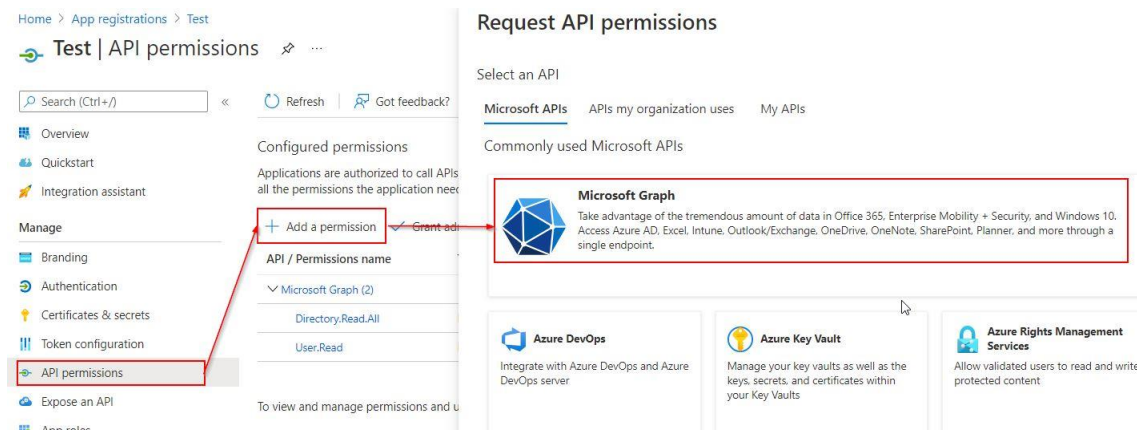 Home > App registrations > Test
Test | API permissions
Search (Ctrl+/)
Overview
Quickstart
Integration assistant
Manage
Branding
Authentication
Certificates & secrets
Token configuration
API permissions
Expose an API
App roles
Refresh
Got feedback?
Configured permissions
Applications are authorized to call APIs
all the permissions the application need
+ Add a permission
Grant ad
API / Permissions name
Microsoft Graph (2)
Directory.Read.All
User.Read
To view and manage permissions and u
Request API permissions
Select an API
Microsoft APIs APIs my organization uses My APIs
Commonly used Microsoft APIs
Microsoft Graph
Take advantage of the tremendous amount of data in Office 365, Enterprise Mobility + Security, and Windows 10.
Access Azure AD, Excel, Intune, Outlook/Exchange, OneDrive, OneNote, SharePoint, Planner, and more through a
single endpoint.
Azure DevOps
Integrate with Azure DevOps and Azure
DevOps server
Azure Key Vault
Manage your key vaults as well as the
keys, secrets, and certificates within
your Key Vaults
Azure Rights Management
Services
Allow validated users to read and write
protected content